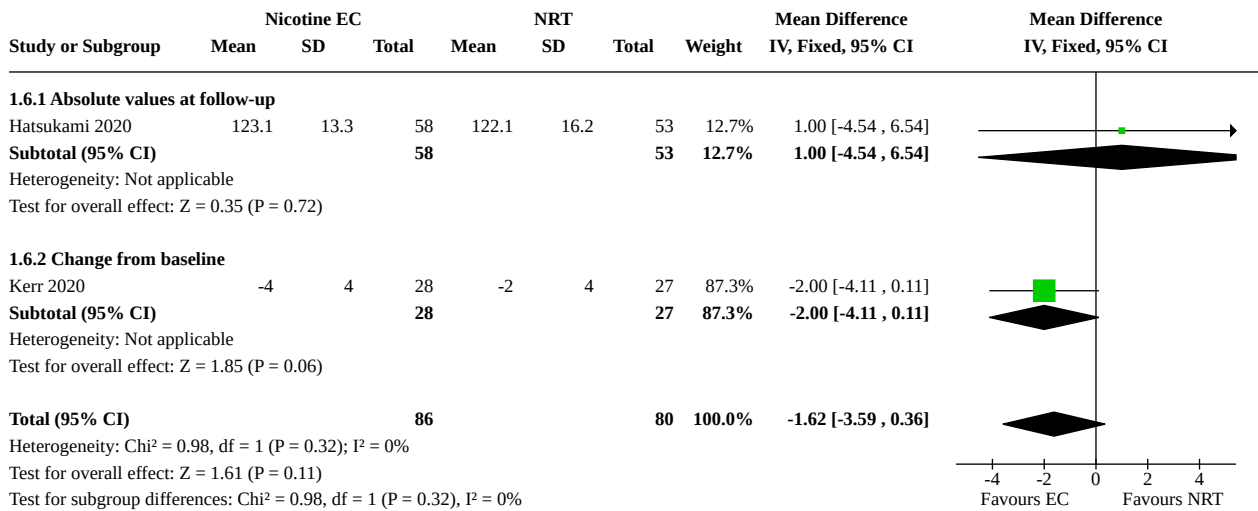 Nicotine EC NRT Mean Difference Mean Difference
Study or Subgroup Mean SD Total Mean SD Total Weight IV, Fixed, 95% CI IV, Fixed, 95% CI
1.6.1 Absolute values at follow-up
Hatsukami 2020 123.1 13.3 58 122.1 16.2 53 12.7% 1.00 [-4.54 , 6.54]
Subtotal (95% CI) 58 53 12.7% 1.00 [-4.54 , 6.54]
Heterogeneity: Not applicable
Test for overall effect: Z = 0.35 (P = 0.72)
1.6.2 Change from baseline
Kerr 2020 -4 4 28 -2 4 27 87.3% -2.00 [-4.11 , 0.11]
Subtotal (95% CI) 28 27 87.3% -2.00 [-4.11 , 0.11]
Heterogeneity: Not applicable
Test for overall effect: Z = 1.85 (P = 0.06)
Total (95% CI) 86 80 100.0% -1.62 [-3.59 , 0.36]
Heterogeneity: Chi² = 0.98, df = 1 (P = 0.32); I² = 0%
Test for overall effect: Z = 1.61 (P = 0.11)
Test for subgroup differences: Chi² = 0.98, df = 1 (P = 0.32), I² = 0%
-4 -2 0 2 4
Favours EC Favours NRT